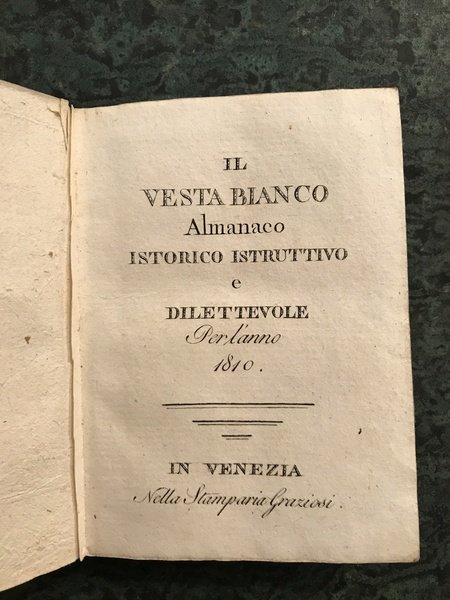 IL
VESTA BIANCO
Almanaco
ISTORICO ISTRUTTIVO
e
DILETTEVOLE
Per l'anno
1810.
IN VENEZIA
Nella Stamparia Graziosi.